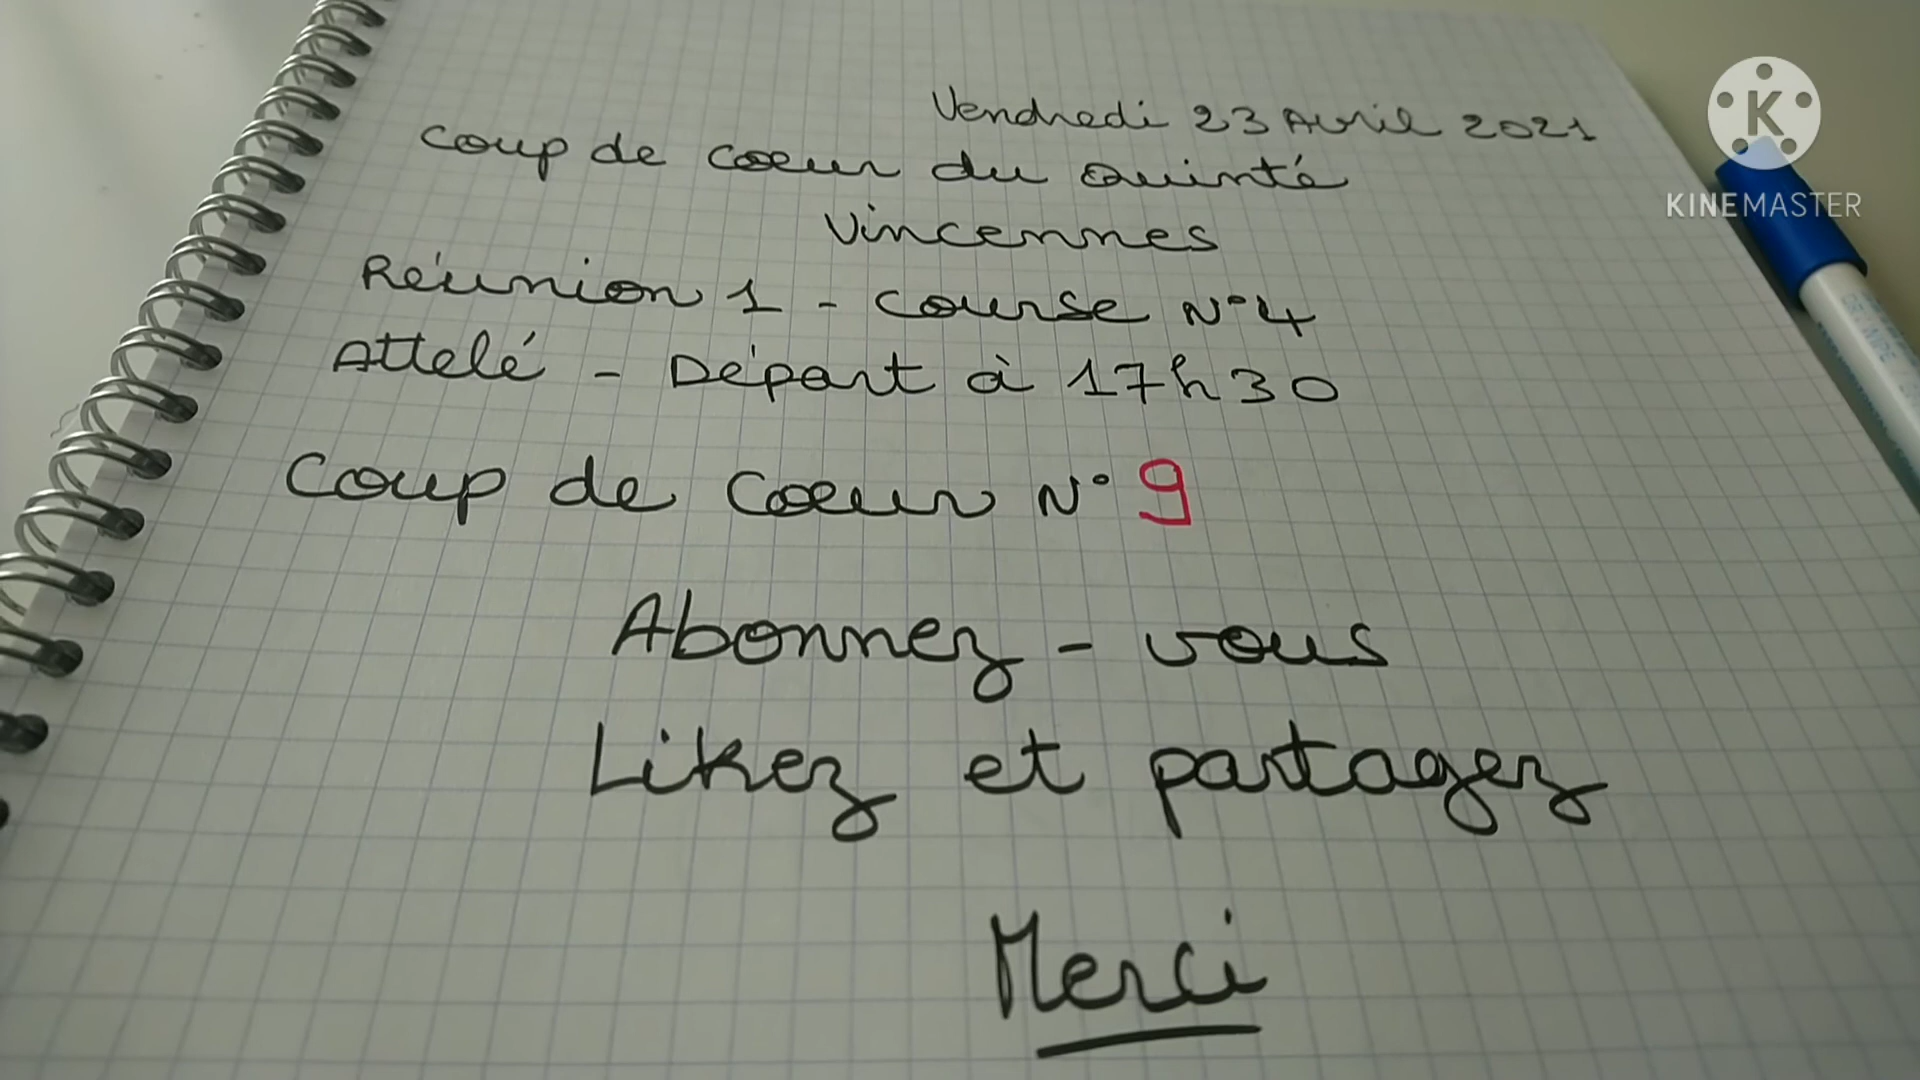 Vendredi 23 Avril 2021
Coup de coeur du Quinté
Vincennes
Réunion 1 - Course N°4
Attelé - Départ à 17h30
Coup de Coeur N° 9
Abonnez-vous
Likez et partagez
Merci
KINEMASTER